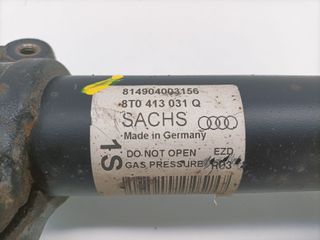 814904003156
8T0 413 031 Q
SACHS
Made in Germany
1S
DO NOT OPEN EZD
GAS PRESSURE